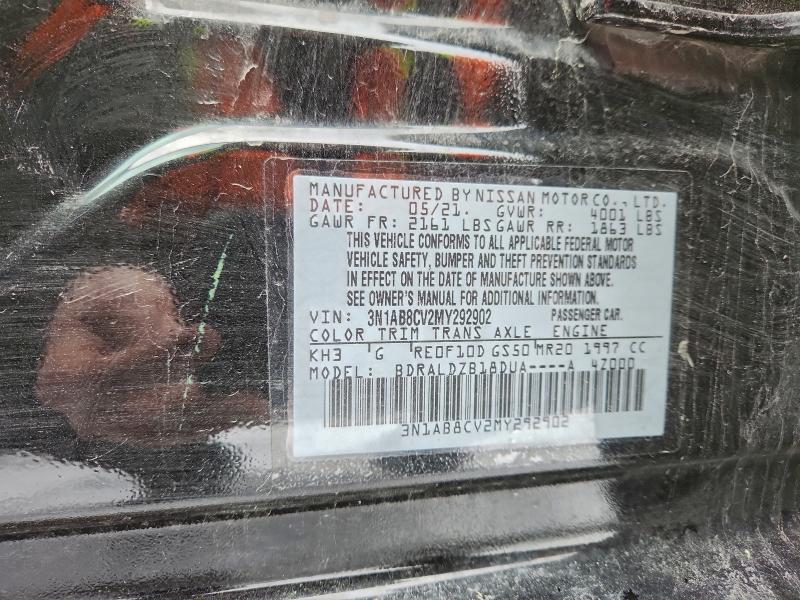 MANUFACTURED BY NISSAN MOTOR CO., LTD.
DATE: 05/21. GVWR: 4001 LBS
GAWR FR: 2161 LBS GAWR RR: 1863 LBS
THIS VEHICLE CONFORMS TO ALL APPLICABLE FEDERAL MOTOR
VEHICLE SAFETY, BUMPER AND THEFT PREVENTION STANDARDS
IN EFFECT ON THE DATE OF MANUFACTURE SHOWN ABOVE.
SEE OWNER'S MANUAL FOR ADDITIONAL INFORMATION.
VIN: 3N1AB8CV2MY292902 PASSENGER CAR.
COLOR TRIM TRANS AXLE ENGINE
KH3 G RE0F10D GS50 MR20 1997 CC
MODEL: BDRALDZB18DUA----A 47000
3N1AB8CV2MY292902